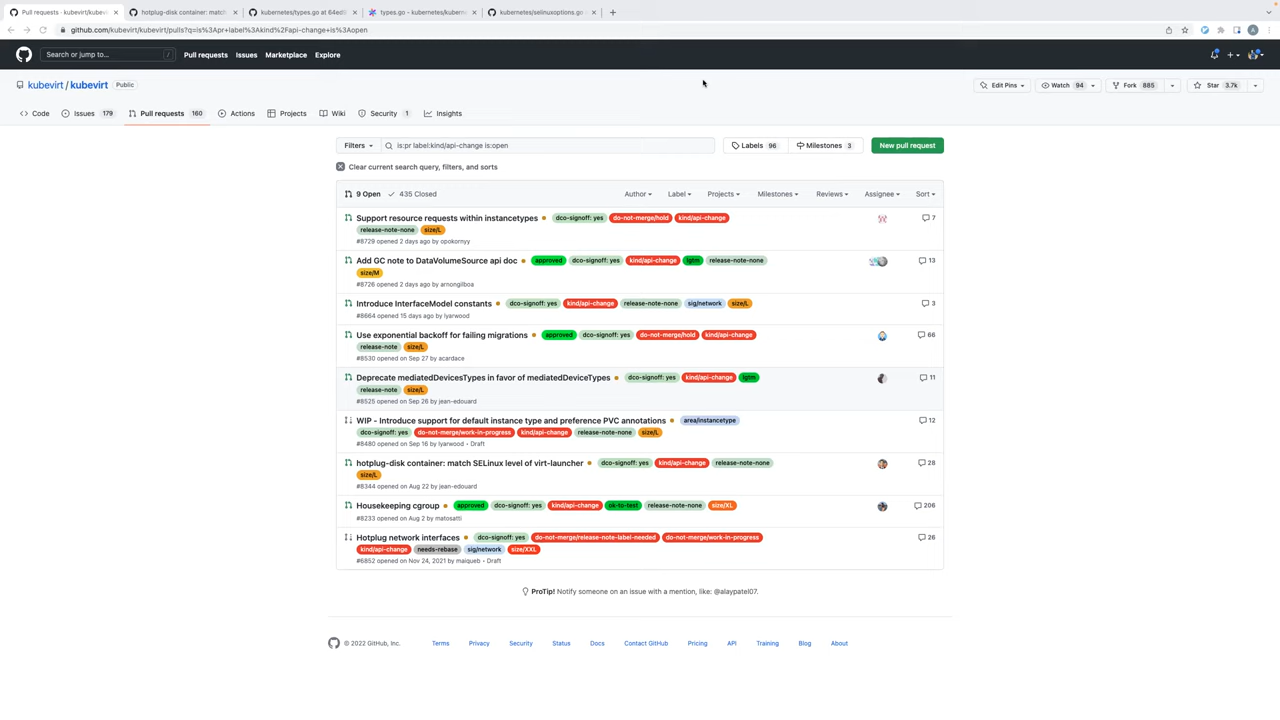 Pull requests · kubevirt/kubevi
hotplug-disk container: match
kubernetes/types.go at 64edi
types.go - kubernetes/kuberne
kubernetes/selinuxoptions.go
github.com/kubevirt/kubevirt/pulls?q=is%3Apr+label%3Akind%2Fapi-change+is%3Aopen
Search or jump to... /
Pull requests Issues Marketplace Explore
kubevirt / kubevirt Public
Edit Pins Watch 94 Fork 885 Star 3.7k
Code Issues 179 Pull requests 160 Actions Projects Wiki Security 1 Insights
Filters is:pr label:kind/api-change is:open Labels 96 Milestones 3 New pull request
Clear current search query, filters, and sorts
9 Open 435 Closed Author Label Projects Milestones Reviews Assignee Sort
Support resource requests within instancetypes dco-signoff: yes do-not-merge/hold kind/api-change 7
release-note-none size/L
#8729 opened 2 days ago by opokornyy
Add GC note to DataVolumeSource api doc approved dco-signoff: yes kind/api-change lgtm release-note-none 13
size/M
#8726 opened 2 days ago by arnongilboa
Introduce InterfaceModel constants dco-signoff: yes kind/api-change release-note-none sig/network size/L 3
#8664 opened 15 days ago by lyarwood
Use exponential backoff for failing migrations approved dco-signoff: yes do-not-merge/hold kind/api-change 66
release-note size/L
#8530 opened on Sep 27 by acardace
Deprecate mediatedDevicesTypes in favor of mediatedDeviceTypes dco-signoff: yes kind/api-change lgtm 11
release-note size/L
#8525 opened on Sep 26 by jean-edouard
WIP - Introduce support for default instance type and preference PVC annotations area/instancetype 12
dco-signoff: yes do-not-merge/work-in-progress kind/api-change release-note-none size/L
#8480 opened on Sep 16 by lyarwood • Draft
hotplug-disk container: match SELinux level of virt-launcher dco-signoff: yes kind/api-change release-note-none 28
size/L
#8344 opened on Aug 22 by jean-edouard
Housekeeping cgroup approved dco-signoff: yes kind/api-change ok-to-test release-note-none size/XL 206
#8233 opened on Aug 2 by matosatti
Hotplug network interfaces dco-signoff: yes do-not-merge/release-note-label-needed do-not-merge/work-in-progress 26
kind/api-change needs-rebase sig/network size/XXL
#6852 opened on Nov 24, 2021 by maiqueb • Draft
ProTip! Notify someone on an issue with a mention, like: @alaypatel07.
© 2022 GitHub, Inc. Terms Privacy Security Status Docs Contact GitHub Pricing API Training Blog About